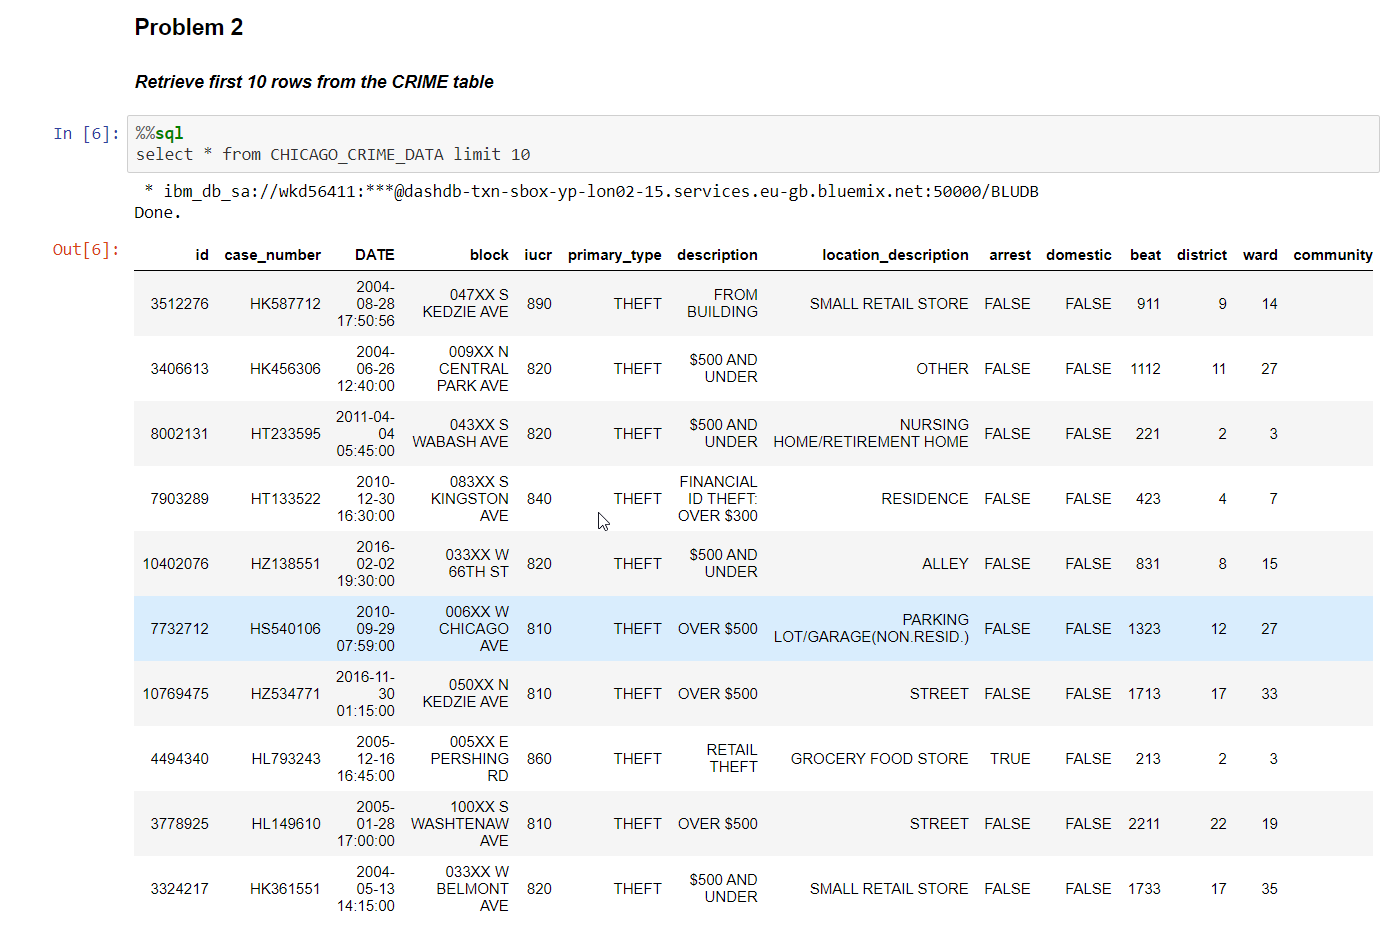 Problem 2
Retrieve first 10 rows from the CRIME table
In [6]: %%sql
select * from CHICAGO_CRIME_DATA limit 10
* ibm_db_sa://wkd56411:***@dashdb-txn-sbox-yp-lon02-15.services.eu-gb.bluemix.net:50000/BLUDB
Done.
Out[6]:
id case_number DATE block iucr primary_type description location_description arrest domestic beat district ward community
3512276 HK587712 2004-08-28 17:50:56 047XX S KEDZIE AVE 890 THEFT FROM BUILDING SMALL RETAIL STORE FALSE FALSE 911 9 14
3406613 HK456306 2004-06-26 12:40:00 009XX N CENTRAL PARK AVE 820 THEFT $500 AND UNDER OTHER FALSE FALSE 1112 11 27
8002131 HT233595 2011-04-04 05:45:00 043XX S WABASH AVE 820 THEFT $500 AND UNDER NURSING HOME/RETIREMENT HOME FALSE FALSE 221 2 3
7903289 HT133522 2010-12-30 16:30:00 083XX S KINGSTON AVE 840 THEFT FINANCIAL ID THEFT: OVER $300 RESIDENCE FALSE FALSE 423 4 7
10402076 HZ138551 2016-02-02 19:30:00 033XX W 66TH ST 820 THEFT $500 AND UNDER ALLEY FALSE FALSE 831 8 15
7732712 HS540106 2010-09-29 07:59:00 006XX W CHICAGO AVE 810 THEFT OVER $500 PARKING LOT/GARAGE(NON.RESID.) FALSE FALSE 1323 12 27
10769475 HZ534771 2016-11-30 01:15:00 050XX N KEDZIE AVE 810 THEFT OVER $500 STREET FALSE FALSE 1713 17 33
4494340 HL793243 2005-12-16 16:45:00 005XX E PERSHING RD 860 THEFT RETAIL THEFT GROCERY FOOD STORE TRUE FALSE 213 2 3
3778925 HL149610 2005-01-28 17:00:00 100XX S WASHTENAW AVE 810 THEFT OVER $500 STREET FALSE FALSE 2211 22 19
3324217 HK361551 2004-05-13 14:15:00 033XX W BELMONT AVE 820 THEFT $500 AND UNDER SMALL RETAIL STORE FALSE FALSE 1733 17 35